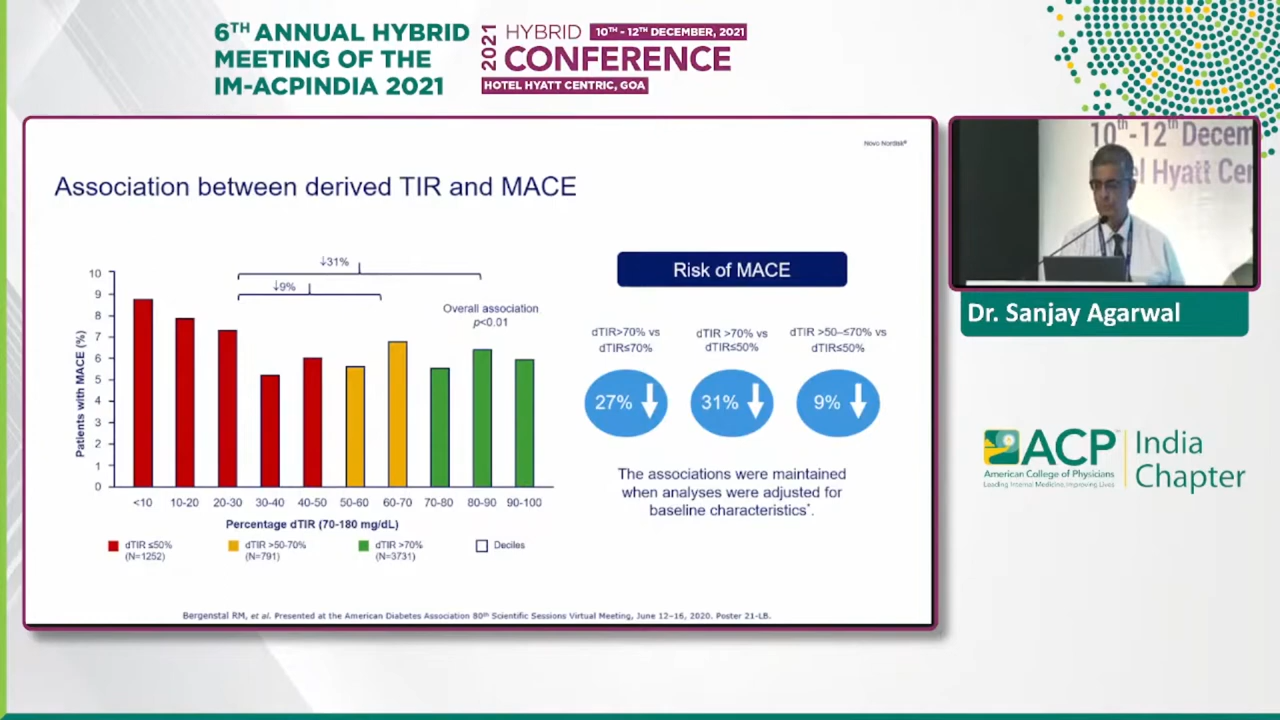 6TH ANNUAL HYBRID
MEETING OF THE
IM-ACPINDIA 2021
2021
HYBRID
10TH - 12TH DECEMBER, 2021
CONFERENCE
HOTEL HYATT CENTRIC, GOA
Novo Nordisk®
Association between derived TIR and MACE
↓31%
↓9%
Overall association
p<0.01
Patients with MACE (%)
10
9
8
7
6
5
4
3
2
1
0
<10 10-20 20-30 30-40 40-50 50-60 60-70 70-80 80-90 90-100
Percentage dTIR (70-180 mg/dL)
dTIR ≤50%
(N=1252)
dTIR >50-70%
(N=791)
dTIR >70%
(N=3731)
Deciles
Risk of MACE
dTIR>70% vs
dTIR≤70%
dTIR >70% vs
dTIR≤50%
dTIR >50–≤70% vs
dTIR≤50%
27%
31%
9%
The associations were maintained
when analyses were adjusted for
baseline characteristics*.
Bergenstal RM, et al. Presented at the American Diabetes Association 80th Scientific Sessions Virtual Meeting, June 12–16, 2020. Poster 21-LB.
10th-12th Decem
el Hyatt Cen
Dr. Sanjay Agarwal
ACP
American College of Physicians
Leading Internal Medicine, Improving Lives
India
Chapter